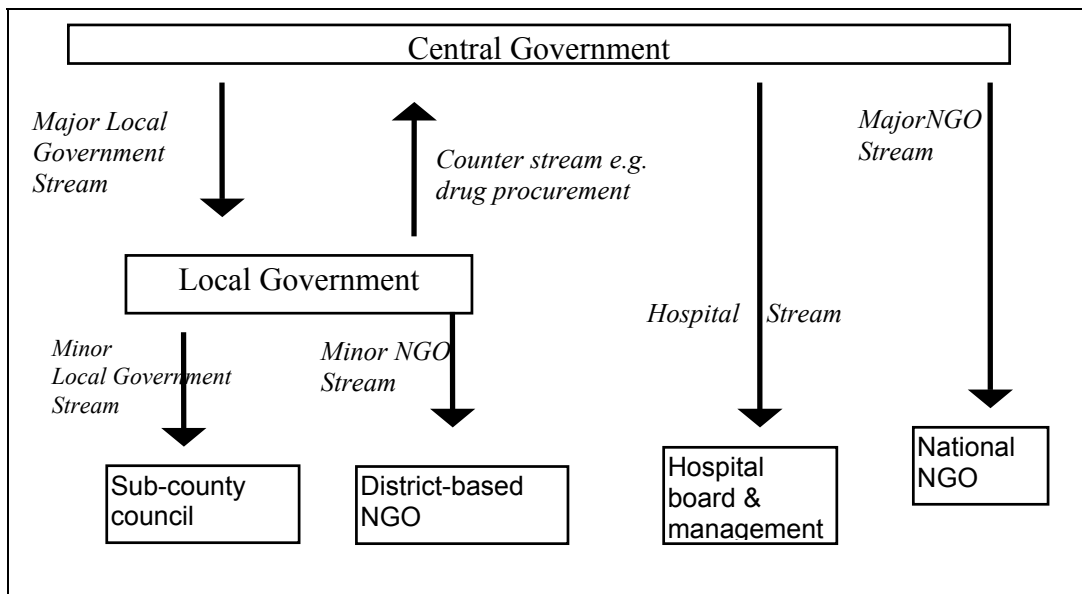 Central Government
Major Local
Government
Stream
Counter stream e.g.
drug procurement
MajorNGO
Stream
Local Government
Hospital Stream
Minor
Local Government
Stream
Minor NGO
Stream
Sub-county
council
District-based
NGO
Hospital
board &
management
National
NGO